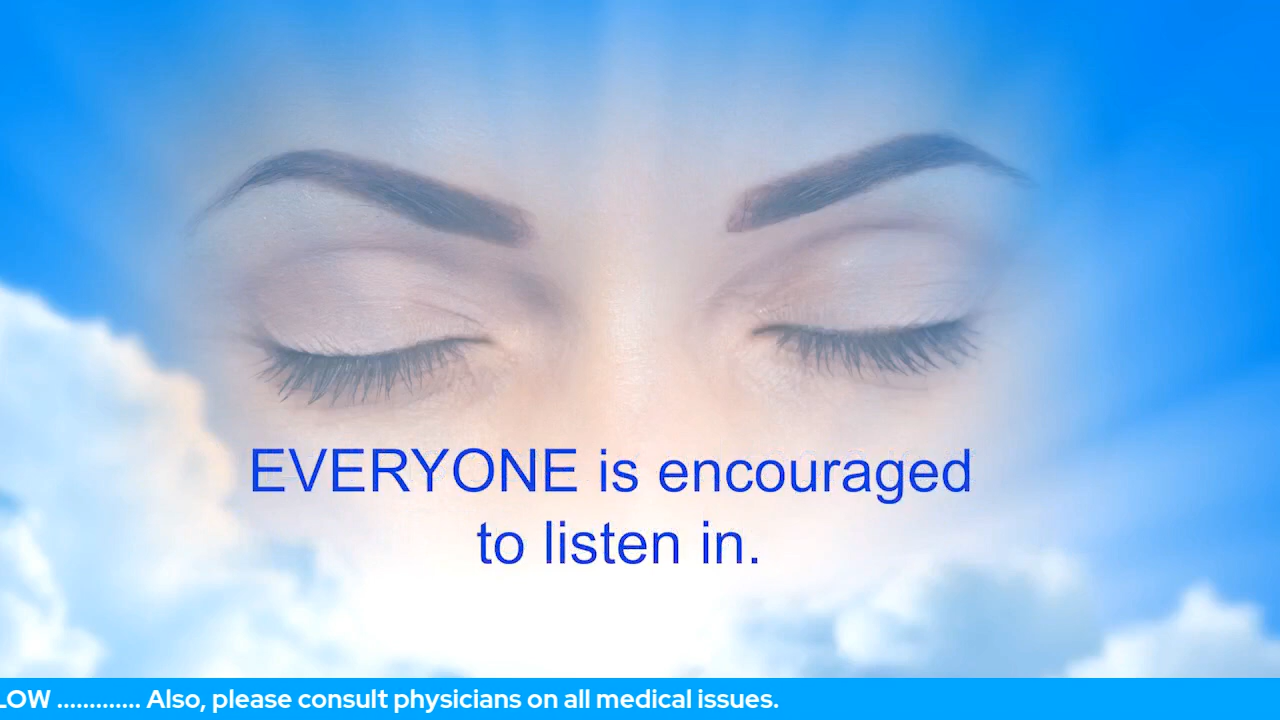 EVERYONE is encouraged
to listen in.
LOW ............. Also, please consult physicians on all medical issues.